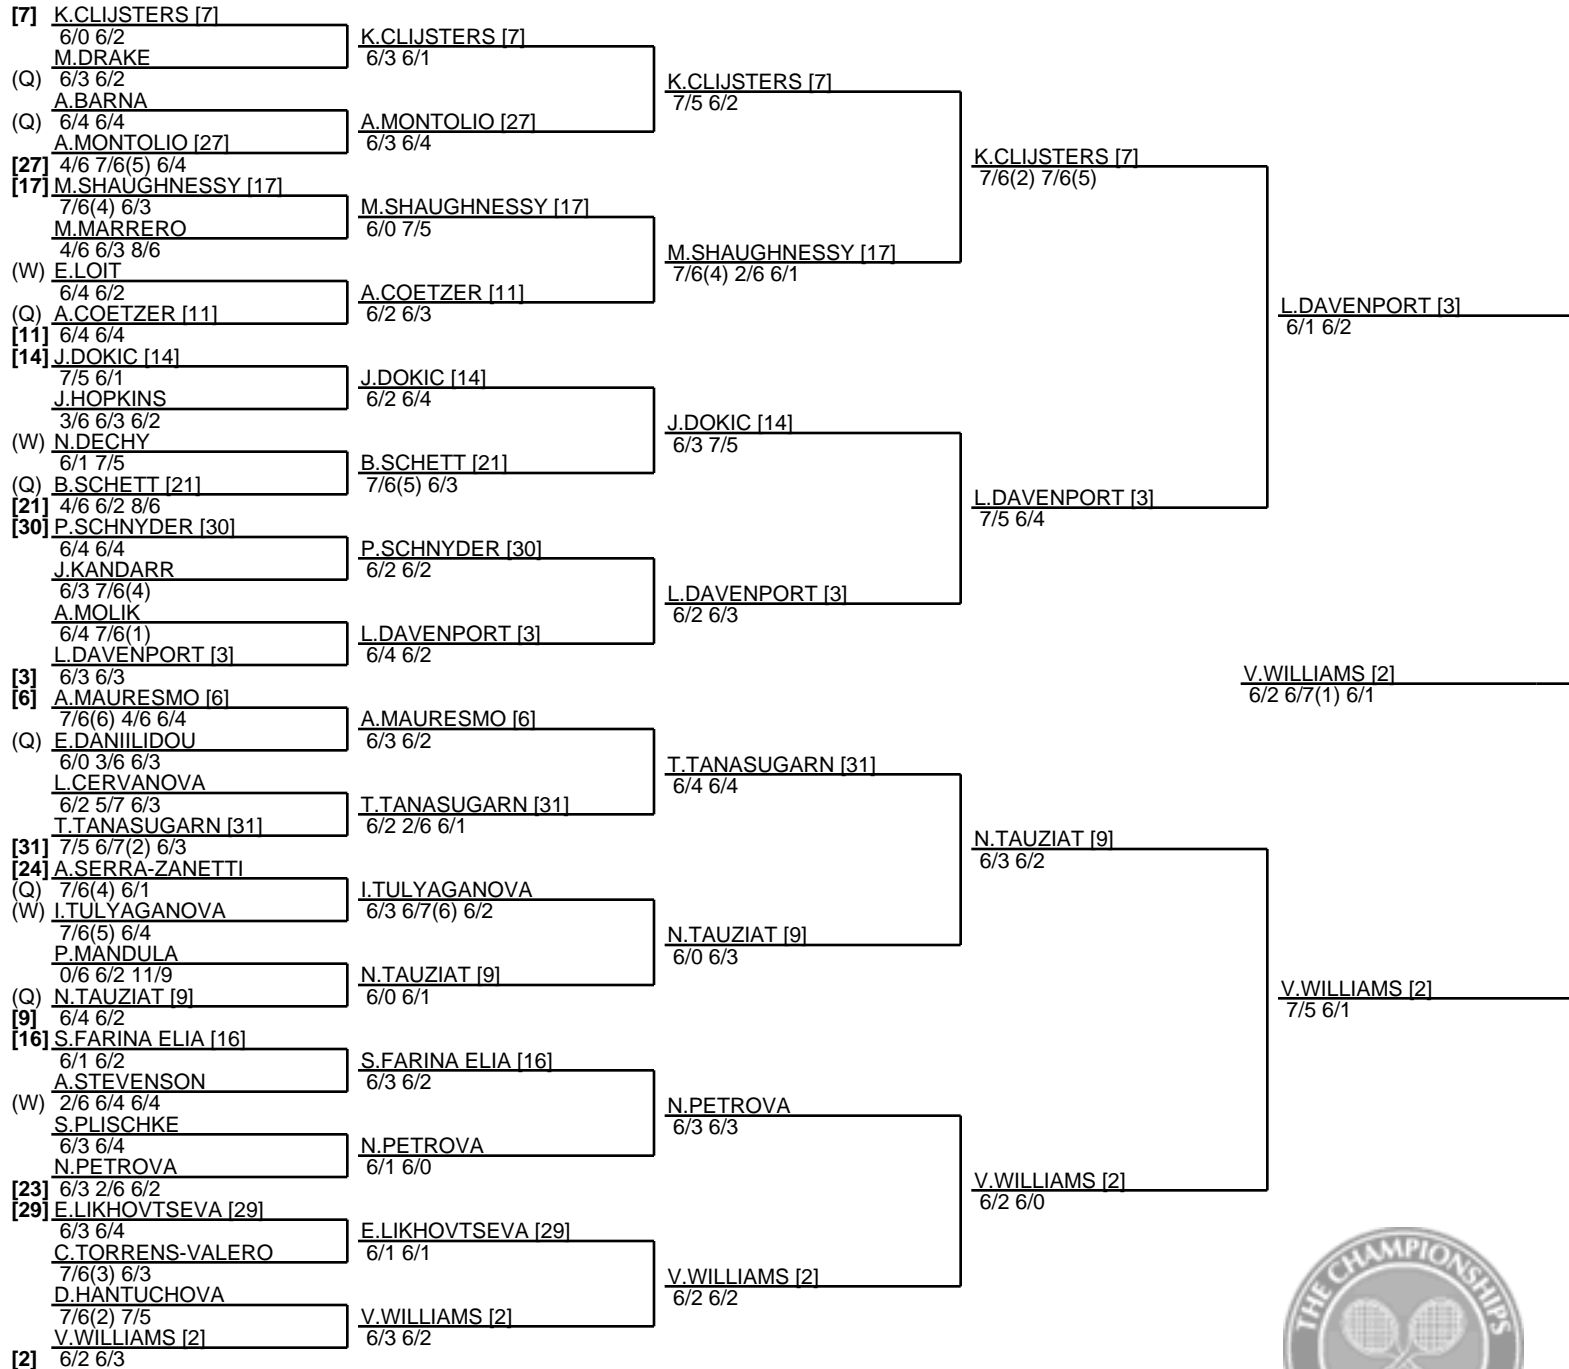 [7] K.CLIJSTERS [7]
6/0 6/2
M.DRAKE
(Q) 6/3 6/2
A.BARNA
(Q) 6/4 6/4
A.MONTOLIO [27]
[27] 4/6 7/6(5) 6/4
[17] M.SHAUGHNESSY [17]
7/6(4) 6/3
M.MARRERO
4/6 6/3 8/6
(W) E.LOIT
6/4 6/2
(Q) A.COETZER [11]
[11] 6/4 6/4
[14] J.DOKIC [14]
7/5 6/1
J.HOPKINS
3/6 6/3 6/2
(W) N.DECHY
6/1 7/5
(Q) B.SCHETT [21]
[21] 4/6 6/2 8/6
[30] P.SCHNYDER [30]
6/4 6/4
J.KANDARR
6/3 7/6(4)
A.MOLIK
6/4 7/6(1)
L.DAVENPORT [3]
[3] 6/3 6/3
[6] A.MAURESMO [6]
7/6(6) 4/6 6/4
(Q) E.DANIILIDOU
6/0 3/6 6/3
L.CERVANOVA
6/2 5/7 6/3
T.TANASUGARN [31]
[31] 7/5 6/7(2) 6/3
[24] A.SERRA-ZANETTI
(Q) 7/6(4) 6/1
(W) I.TULYAGANOVA
7/6(5) 6/4
P.MANDULA
0/6 6/2 11/9
(Q) N.TAUZIAT [9]
[9] 6/4 6/2
[16] S.FARINA ELIA [16]
6/1 6/2
A.STEVENSON
(W) 2/6 6/4 6/4
S.PLISCHKE
6/3 6/4
N.PETROVA
[23] 6/3 2/6 6/2
[29] E.LIKHOVTSEVA [29]
6/3 6/4
C.TORRENS-VALERO
7/6(3) 6/3
D.HANTUCHOVA
7/6(2) 7/5
V.WILLIAMS [2]
[2] 6/2 6/3
K.CLIJSTERS [7]
6/3 6/1
A.MONTOLIO [27]
6/3 6/4
M.SHAUGHNESSY [17]
6/0 7/5
A.COETZER [11]
6/2 6/3
J.DOKIC [14]
6/2 6/4
B.SCHETT [21]
7/6(5) 6/3
P.SCHNYDER [30]
6/2 6/2
L.DAVENPORT [3]
6/4 6/2
A.MAURESMO [6]
6/3 6/2
T.TANASUGARN [31]
6/2 2/6 6/1
I.TULYAGANOVA
6/3 6/7(6) 6/2
N.TAUZIAT [9]
6/0 6/1
S.FARINA ELIA [16]
6/3 6/2
N.PETROVA
6/1 6/0
E.LIKHOVTSEVA [29]
6/1 6/1
V.WILLIAMS [2]
6/3 6/2
K.CLIJSTERS [7]
7/5 6/2
M.SHAUGHNESSY [17]
7/6(4) 2/6 6/1
J.DOKIC [14]
6/3 7/5
L.DAVENPORT [3]
6/2 6/3
T.TANASUGARN [31]
6/4 6/4
N.TAUZIAT [9]
6/0 6/3
N.PETROVA
6/3 6/3
V.WILLIAMS [2]
6/2 6/2
K.CLIJSTERS [7]
7/6(2) 7/6(5)
L.DAVENPORT [3]
7/5 6/4
N.TAUZIAT [9]
6/3 6/2
V.WILLIAMS [2]
6/2 6/0
L.DAVENPORT [3]
6/1 6/2
V.WILLIAMS [2]
7/5 6/1
V.WILLIAMS [2]
6/2 6/7(1) 6/1
THE CHAMPIONSHIPS